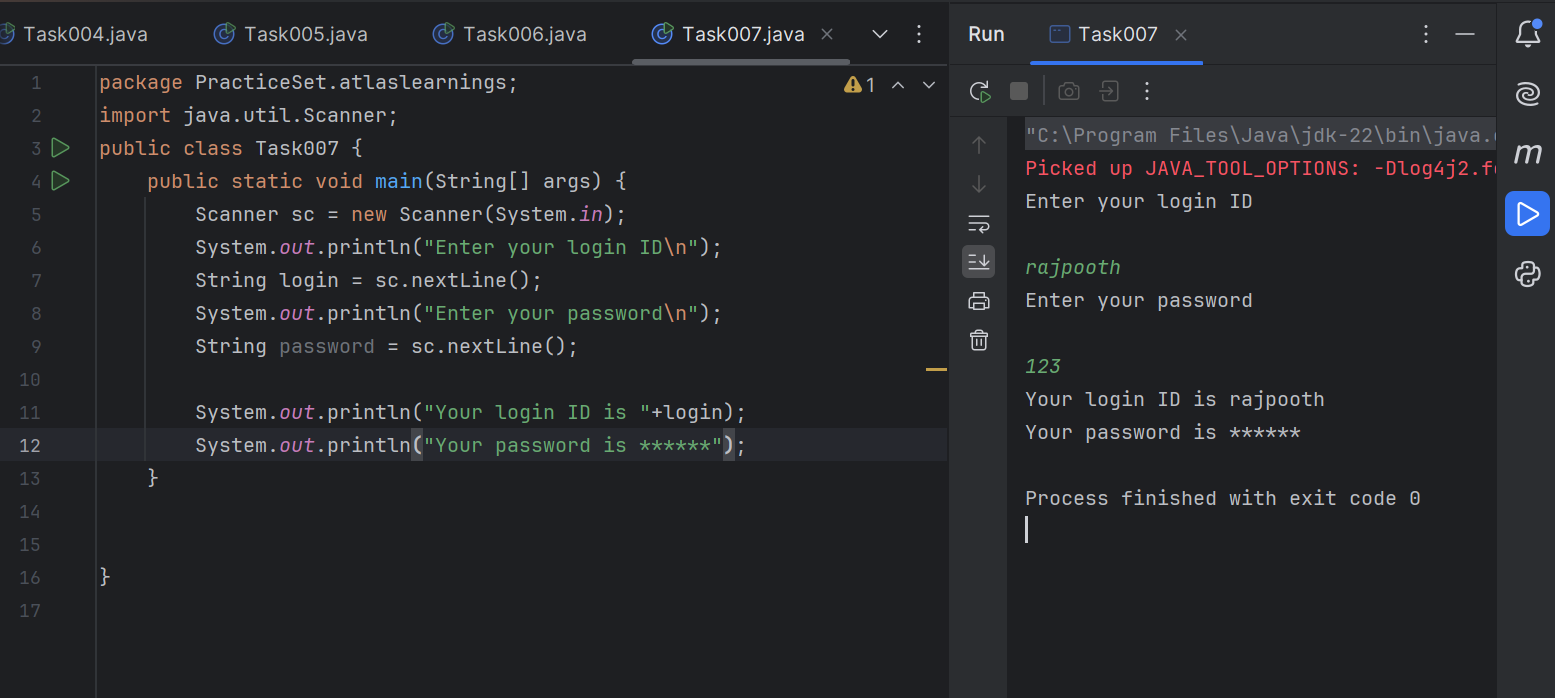 Task004.java Task005.java Task006.java Task007.java
1 package PracticeSet.atlaslearnings;
1
2 import java.util.Scanner;
3 public class Task007 {
4 public static void main(String[] args) {
5 Scanner sc = new Scanner(System.in);
6 System.out.println("Enter your login ID\n");
7 String login = sc.nextLine();
8 System.out.println("Enter your password\n");
9 String password = sc.nextLine();
10
11 System.out.println("Your login ID is "+login);
12 System.out.println("Your password is ******");
13 }
14
15
16 }
17
Run Task007
"C:\Program Files\Java\jdk-22\bin\java.
Picked up JAVA_TOOL_OPTIONS: -Dlog4j2.f
Enter your login ID
rajpooth
Enter your password
123
Your login ID is rajpooth
Your password is ******
Process finished with exit code 0
m